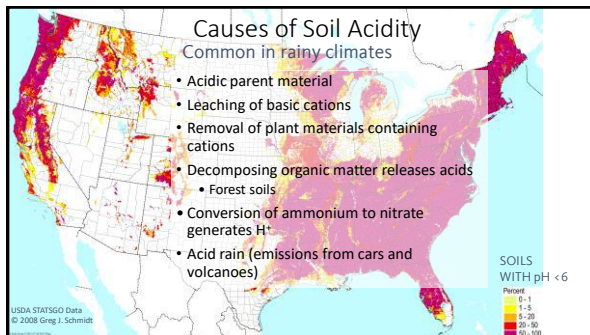 Causes of Soil Acidity
Common in rainy climates
• Acidic parent material
• Leaching of basic cations
• Removal of plant materials containing
cations
• Decomposing organic matter releases acids
• Forest soils
• Conversion of ammonium to nitrate
generates H⁺
• Acid rain (emissions from cars and
volcanoes)
USDA STATSGO Data
© 2008 Greg J. Schmidt
SOILS
WITH pH <6
Percent
0 - 1
1 - 5
5 - 20
20 - 50
50 - 100